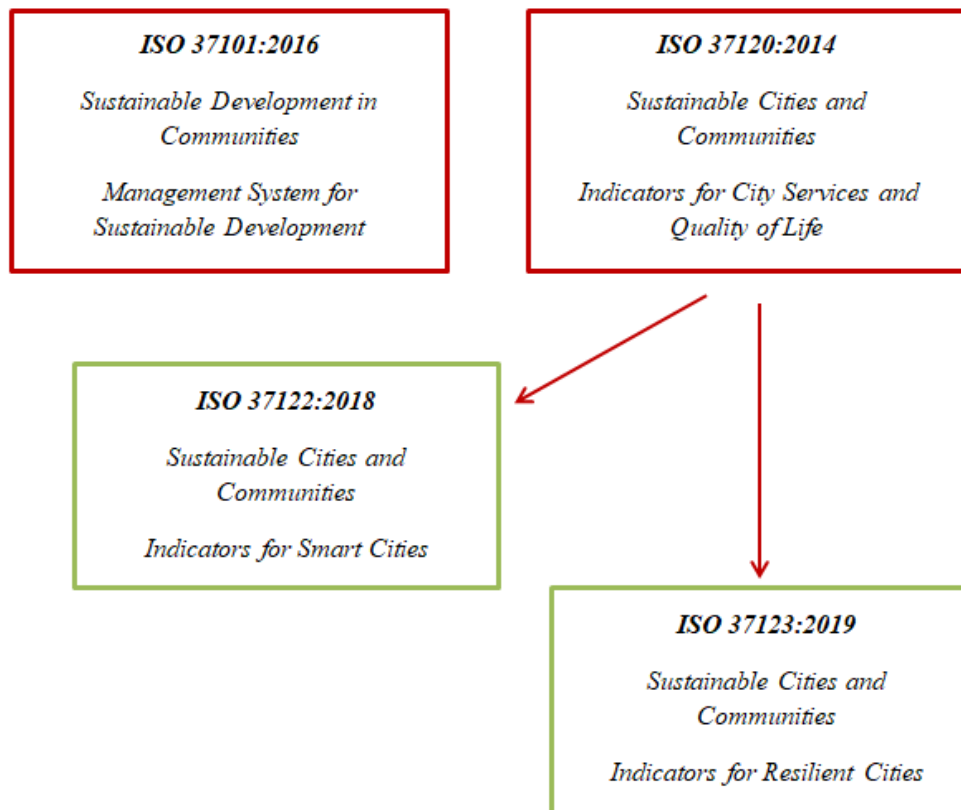 ISO 37101:2016
Sustainable Development in
Communities
Management System for
Sustainable Development
ISO 37120:2014
Sustainable Cities and
Communities
Indicators for City Services and
Quality of Life
ISO 37122:2018
Sustainable Cities and
Communities
Indicators for Smart Cities
ISO 37123:2019
Sustainable Cities and
Communities
Indicators for Resilient Cities